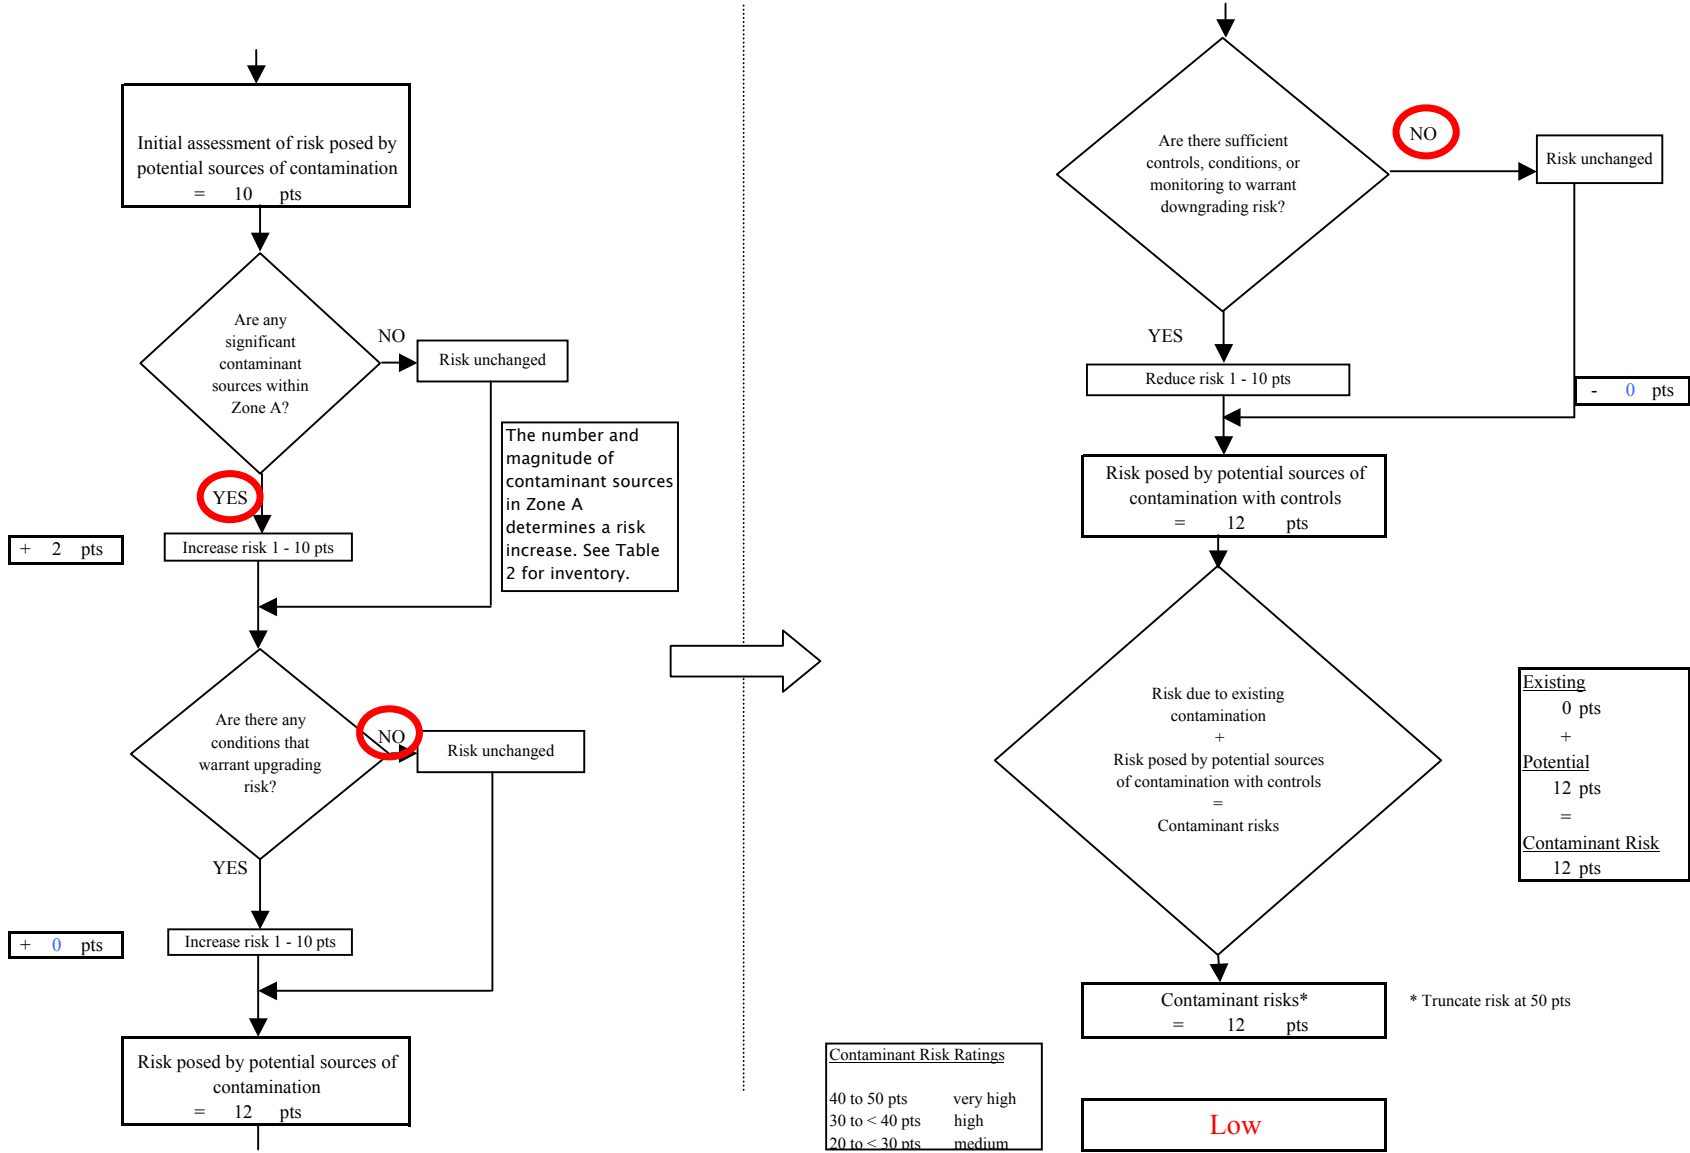 Initial assessment of risk posed by
potential sources of contamination
= 10 pts
Are any
significant
contaminant
sources within
Zone A?
NO
Risk unchanged
The number and
magnitude of
contaminant sources
in Zone A
determines a risk
increase. See Table
2 for inventory.
YES
+ 2 pts
Increase risk 1 - 10 pts
Are there any
conditions that
warrant upgrading
risk?
NO
Risk unchanged
YES
+ 0 pts
Increase risk 1 - 10 pts
Risk posed by potential sources of
contamination
= 12 pts
Are there sufficient
controls, conditions, or
monitoring to warrant
downgrading risk?
NO
Risk unchanged
YES
Reduce risk 1 - 10 pts
- 0 pts
Risk posed by potential sources of
contamination with controls
= 12 pts
Risk due to existing
contamination
+
Risk posed by potential sources
of contamination with controls
=
Contaminant risks
Existing
0 pts
+
Potential
12 pts
=
Contaminant Risk
12 pts
Contaminant risks*
= 12 pts
* Truncate risk at 50 pts
Contaminant Risk Ratings
40 to 50 pts very high
30 to < 40 pts high
20 to < 30 pts medium
Low